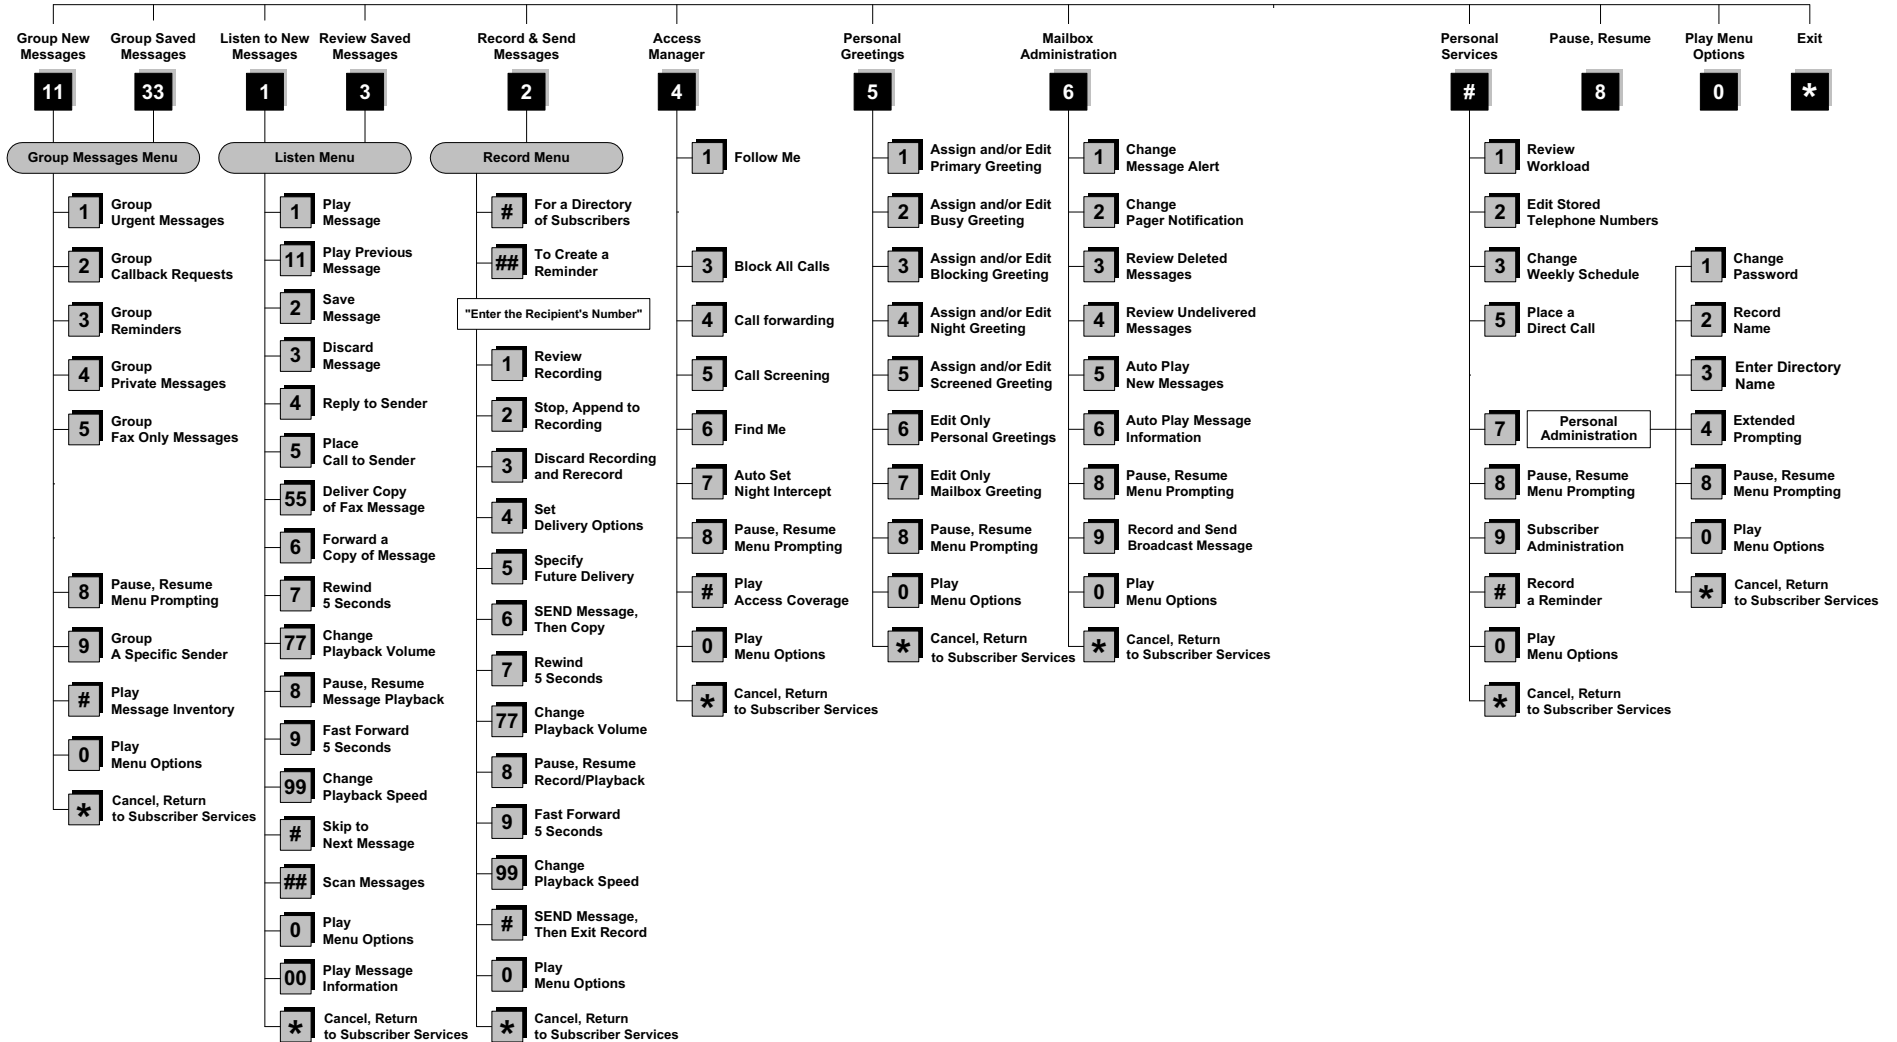 Group New
Messages
11
Group Saved
Messages
33
Listen to New
Messages
1
Review Saved
Messages
3
Record & Send
Messages
2
Access
Manager
4
Personal
Greetings
5
Mailbox
Administration
6
Personal
Services
#
Pause, Resume
8
Play Menu
Options
0
Exit
*
Group Messages Menu
1 Group
Urgent Messages
2 Group
Callback Requests
3 Group
Reminders
4 Group
Private Messages
5 Group
Fax Only Messages
8 Pause, Resume
Menu Prompting
9 Group
A Specific Sender
# Play
Message Inventory
0 Play
Menu Options
* Cancel, Return
to Subscriber Services
Listen Menu
1 Play
Message
11 Play Previous
Message
2 Save
Message
3 Discard
Message
4 Reply to Sender
5 Place
Call to Sender
55 Deliver Copy
of Fax Message
6 Forward a
Copy of Message
7 Rewind
5 Seconds
77 Change
Playback Volume
8 Pause, Resume
Message Playback
9 Fast Forward
5 Seconds
99 Change
Playback Speed
# Skip to
Next Message
## Scan Messages
0 Play
Menu Options
00 Play Message
Information
* Cancel, Return
to Subscriber Services
Record Menu
# For a Directory
of Subscribers
## To Create a
Reminder
"Enter the Recipient's Number"
1 Review
Recording
2 Stop, Append to
Recording
3 Discard Recording
and Rerecord
4 Set
Delivery Options
5 Specify
Future Delivery
6 SEND Message,
Then Copy
7 Rewind
5 Seconds
77 Change
Playback Volume
8 Pause, Resume
Record/Playback
9 Fast Forward
5 Seconds
99 Change
Playback Speed
# SEND Message,
Then Exit Record
0 Play
Menu Options
* Cancel, Return
to Subscriber Services
1 Follow Me
3 Block All Calls
4 Call forwarding
5 Call Screening
6 Find Me
7 Auto Set
Night Intercept
8 Pause, Resume
Menu Prompting
# Play
Access Coverage
0 Play
Menu Options
* Cancel, Return
to Subscriber Services
1 Assign and/or Edit
Primary Greeting
2 Assign and/or Edit
Busy Greeting
3 Assign and/or Edit
Blocking Greeting
4 Assign and/or Edit
Night Greeting
5 Assign and/or Edit
Screened Greeting
6 Edit Only
Personal Greetings
7 Edit Only
Mailbox Greeting
8 Pause, Resume
Menu Prompting
0 Play
Menu Options
* Cancel, Return
to Subscriber Services
1 Change
Message Alert
2 Change
Pager Notification
3 Review Deleted
Messages
4 Review Undelivered
Messages
5 Auto Play
New Messages
6 Auto Play Message
Information
8 Pause, Resume
Menu Prompting
9 Record and Send
Broadcast Message
0 Play
Menu Options
* Cancel, Return
to Subscriber Services
1 Review
Workload
2 Edit Stored
Telephone Numbers
3 Change
Weekly Schedule
5 Place a
Direct Call
7 Personal
Administration
8 Pause, Resume
Menu Prompting
9 Subscriber
Administration
# Record
a Reminder
0 Play
Menu Options
* Cancel, Return
to Subscriber Services
1 Change
Password
2 Record
Name
3 Enter Directory
Name
4 Extended
Prompting
8 Pause, Resume
Menu Prompting
0 Play
Menu Options
* Cancel, Return
to Subscriber Services